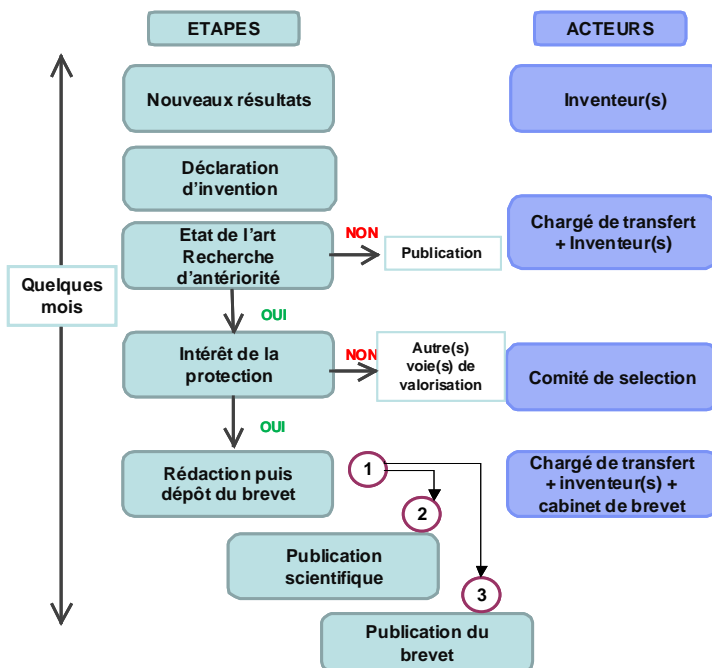 ETAPES
ACTEURS
Nouveaux résultats
Inventeur(s)
Déclaration
d'invention
Etat de l'art
Recherche
d'antériorité
NON
Publication
Chargé de transfert
+ Inventeur(s)
Quelques
mois
OUI
Intérêt de la
protection
NON
Autre(s)
voie(s) de
valorisation
Comité de selection
OUI
Rédaction puis
dépôt du brevet
1
Chargé de transfert
+ inventeur(s) +
cabinet de brevet
2
Publication
scientifique
3
Publication du
brevet